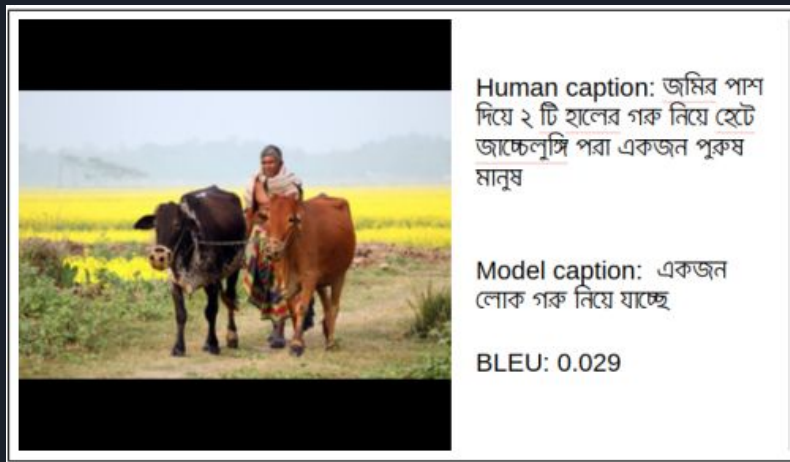 Human caption: জমির পাশ
দিয়ে ২ টি হালের গরু নিয়ে হেটে
জাচ্চেলুঙ্গি পরা একজন পুরুষ
মানুষ
Model caption: একজন
লোক গরু নিয়ে যাচ্ছে
BLEU: 0.029